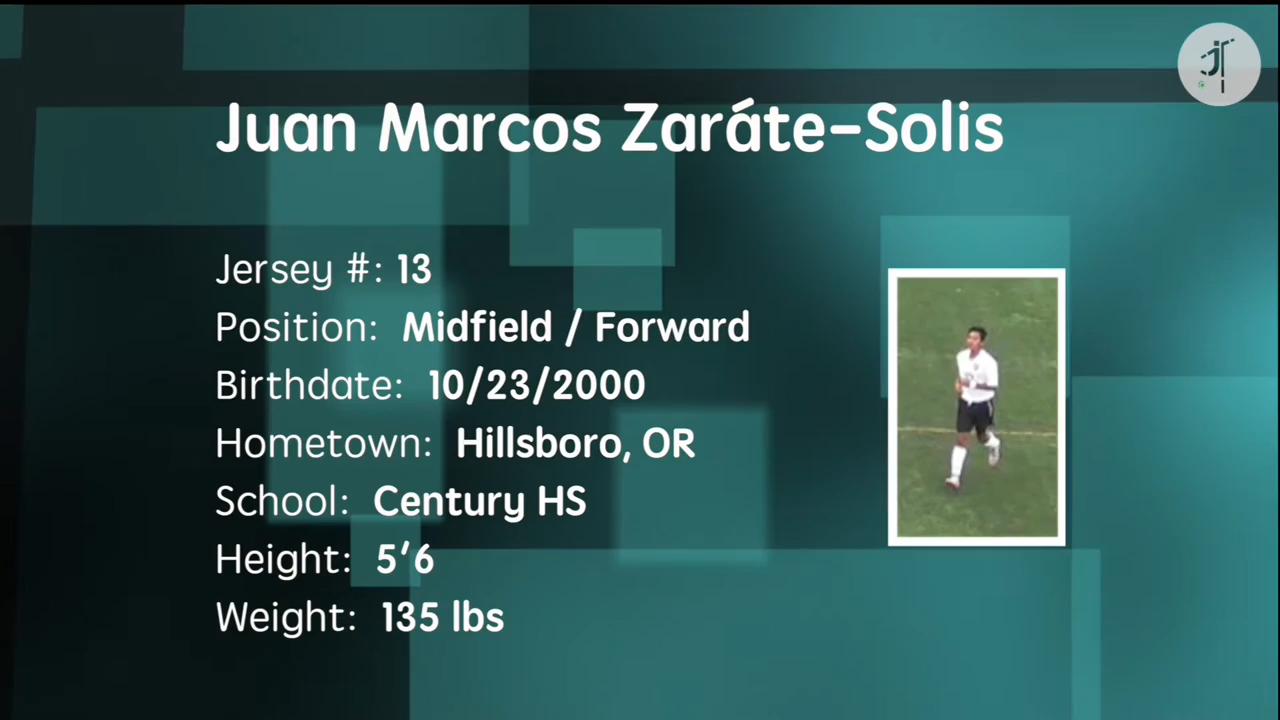 Juan Marcos Zaráte-Solis
Jersey #: 13
Position: Midfield / Forward
Birthdate: 10/23/2000
Hometown: Hillsboro, OR
School: Century HS
Height: 5'6
Weight: 135 lbs